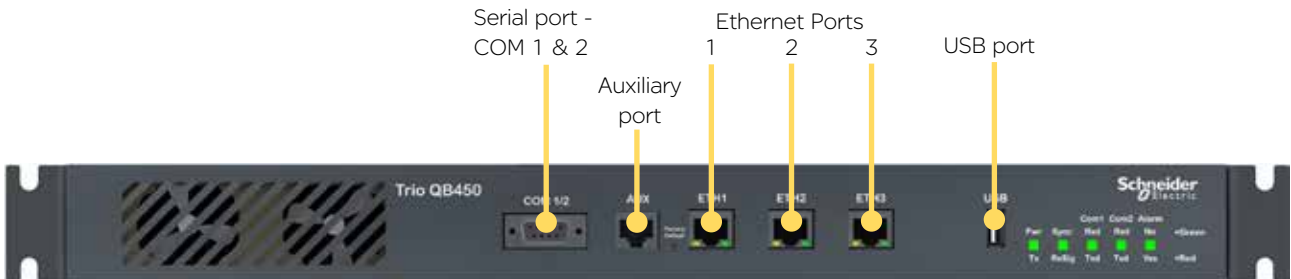 Serial port -
COM 1 & 2
Ethernet Ports
1 2 3
USB port
Auxiliary
port
Trio QB450
COM 1/2
AUX
ETH1
ETH2
ETH3
USB
Schneider
Electric
Factory
Default
Com1 Com2 Alarm
Pwr Sync Rxd Rxd No =Green
Tx RxSig Txd Txd Yes =Red